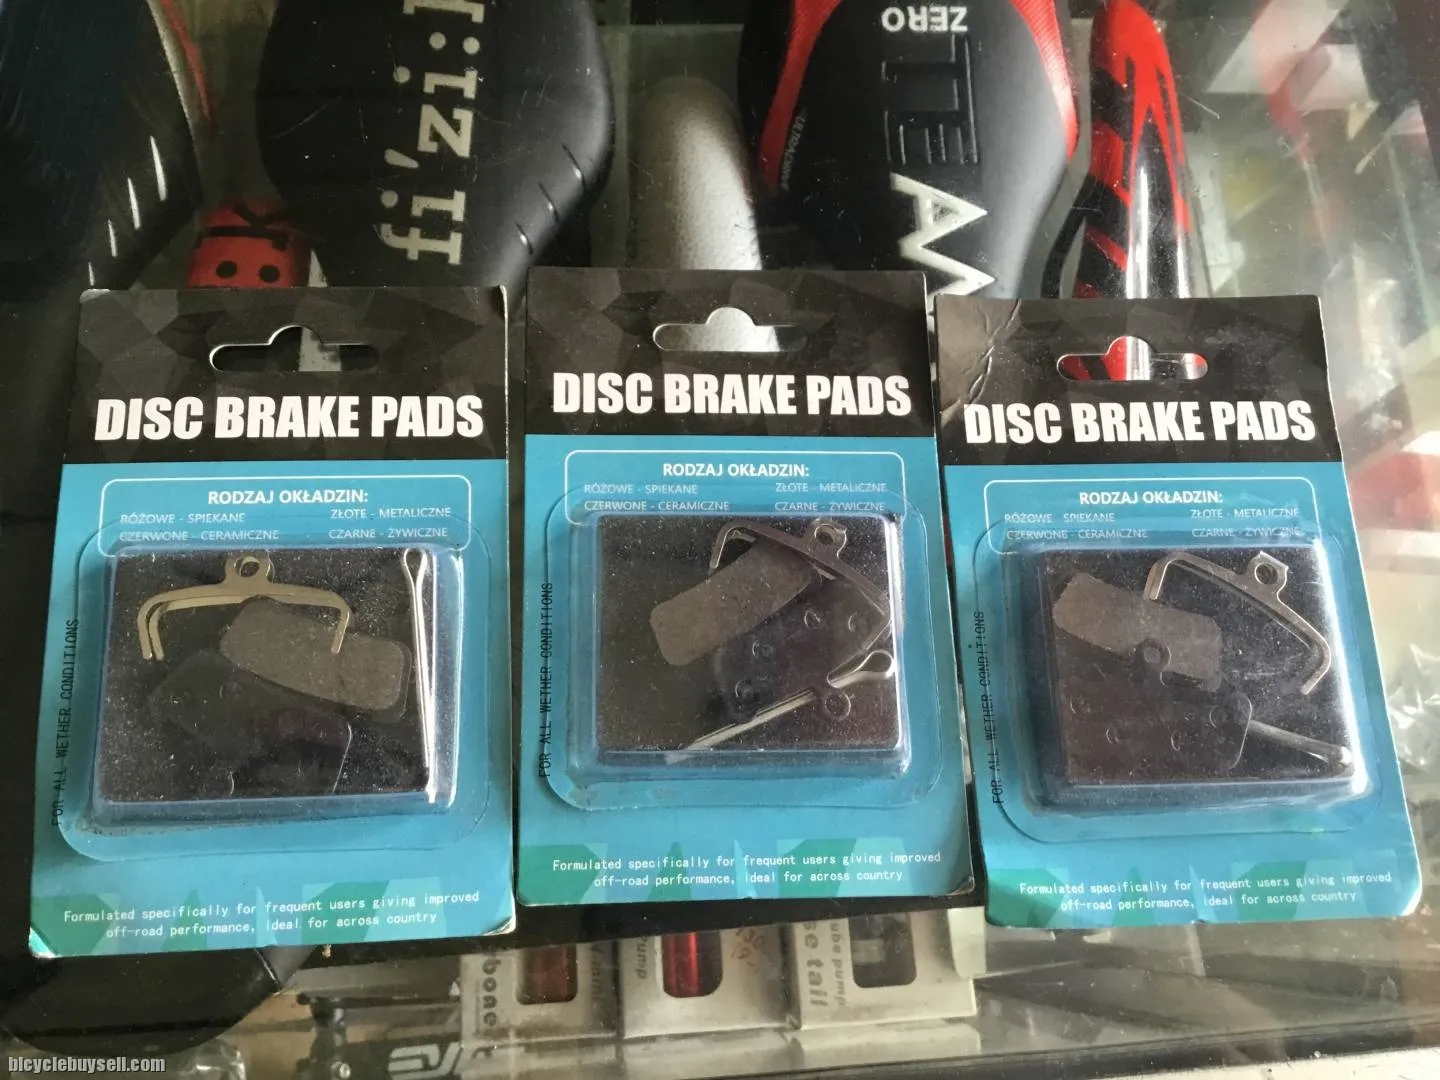 fi'zi:k
ZERO
TE
AM
DISC BRAKE PADS
RODZAJ OKŁADZIN:
RÓŻOWE - SPIEKANE
ZŁOTE - METALICZNE
CZERWONE - CERAMICZNE
CZARNE - ŻYWICZNE
FOR ALL WETHER CONDITIONS
Formulated specifically for frequent users giving improved
off-road performance, ideal for across country
DISC BRAKE PADS
RODZAJ OKŁADZIN:
RÓŻOWE - SPIEKANE
ZŁOTE - METALICZNE
CZERWONE - CERAMICZNE
CZARNE - ŻYWICZNE
FOR ALL WETHER CONDITIONS
Formulated specifically for frequent users giving improved
off-road performance, ideal for across country
DISC BRAKE PADS
RODZAJ OKŁADZIN:
RÓŻOWE - SPIEKANE
ZŁOTE - METALICZNE
CZERWONE - CERAMICZNE
CZARNE - ŻYWICZNE
FOR ALL WETHER CONDITIONS
Formulated specifically for frequent users giving improved
off-road performance, ideal for across country
bicyclebuysell.com